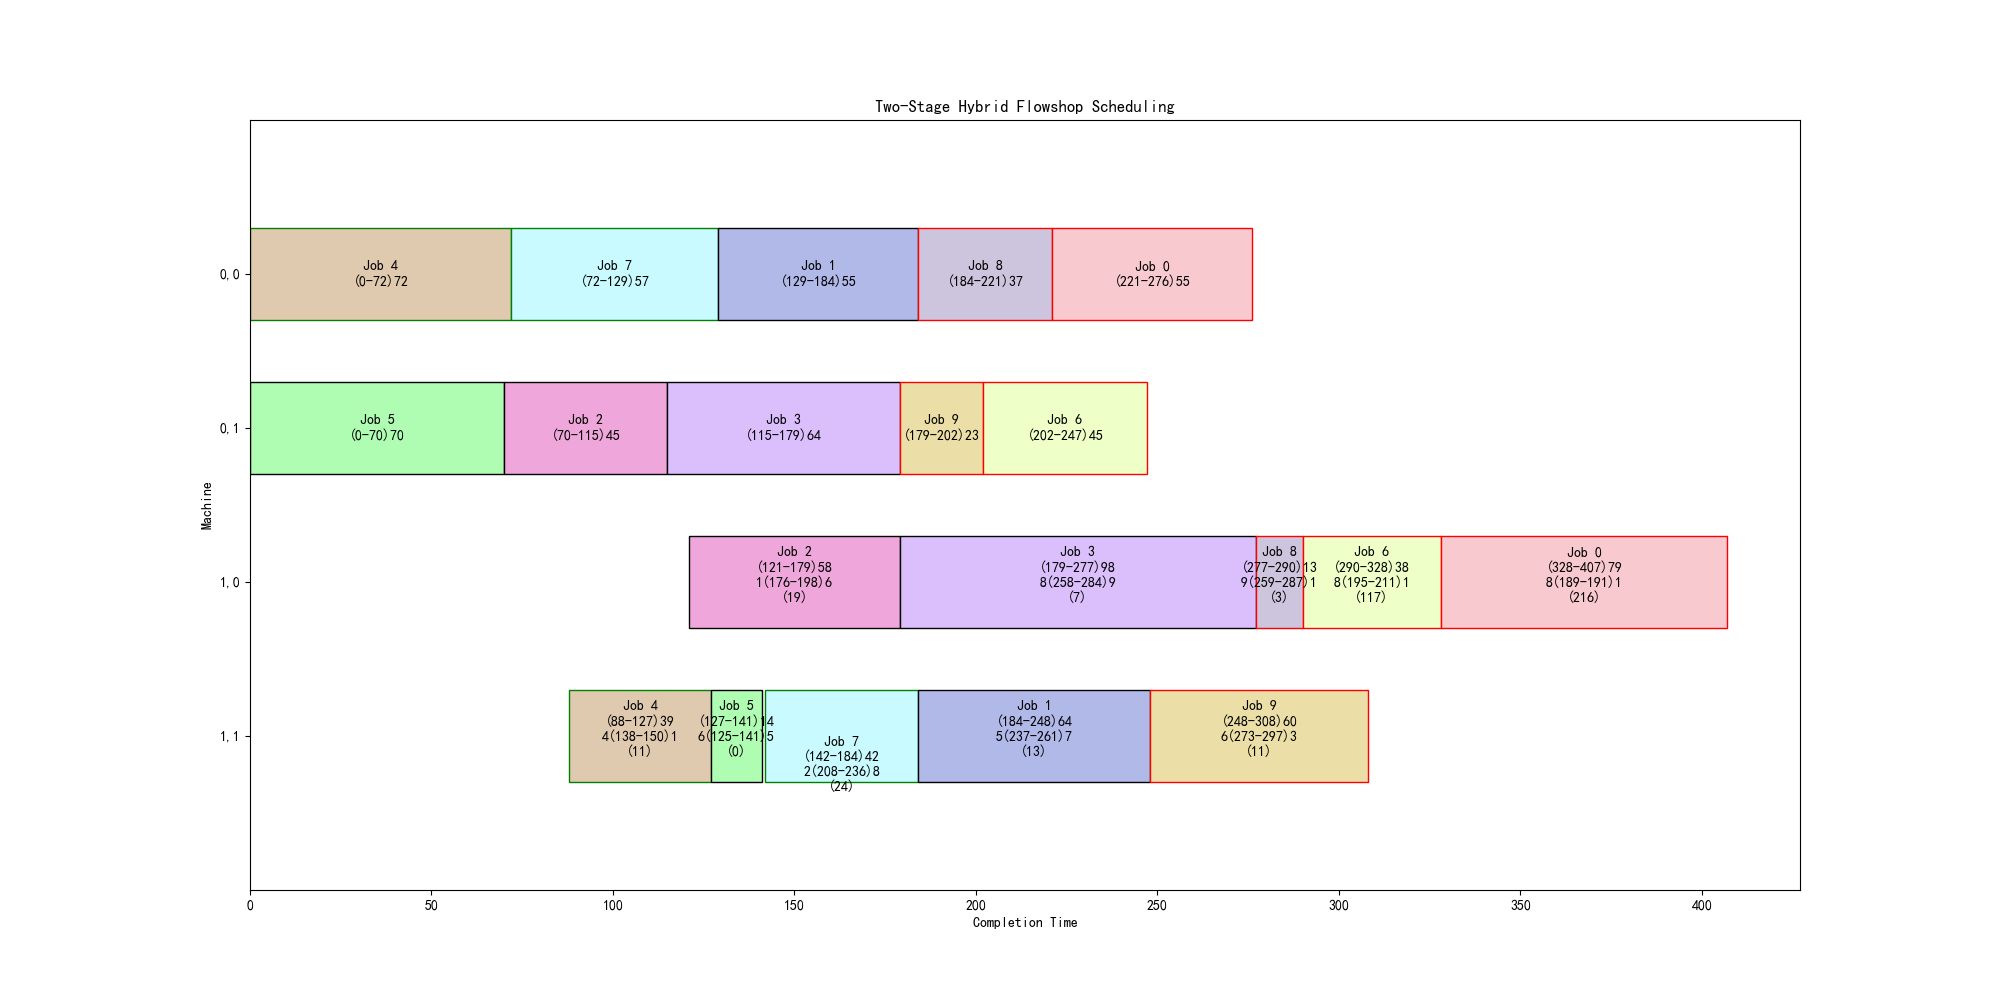 Two-Stage Hybrid Flowshop Scheduling
0,0
Job 4
(0-72)72
Job 7
(72-129)57
Job 1
(129-184)55
Job 8
(184-221)37
Job 0
(221-276)55
0,1
Job 5
(0-70)70
Job 2
(70-115)45
Job 3
(115-179)64
Job 9
(179-202)23
Job 6
(202-247)45
Machine
1,0
Job 2
(121-179)58
1(176-198)6
(19)
Job 3
(179-277)98
8(258-284)9
(7)
Job 8
(277-290)13
9(259-287)1
(3)
Job 6
(290-328)38
8(195-211)1
(117)
Job 0
(328-407)79
8(189-191)1
(216)
1,1
Job 4
(88-127)39
4(138-150)1
(11)
Job 5
(127-141)14
6(125-141)5
(0)
Job 7
(142-184)42
2(208-236)8
(24)
Job 1
(184-248)64
5(237-261)7
(13)
Job 9
(248-308)60
6(273-297)3
(11)
0
50
100
150
200
250
300
350
400
Completion Time